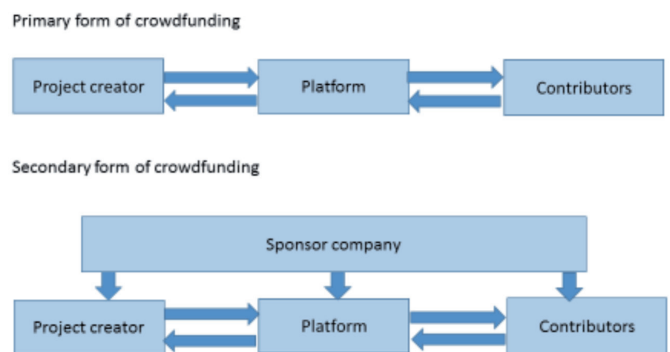 Primary form of crowdfunding
Project creator
Platform
Contributors
Secondary form of crowdfunding
Sponsor company
Project creator
Platform
Contributors